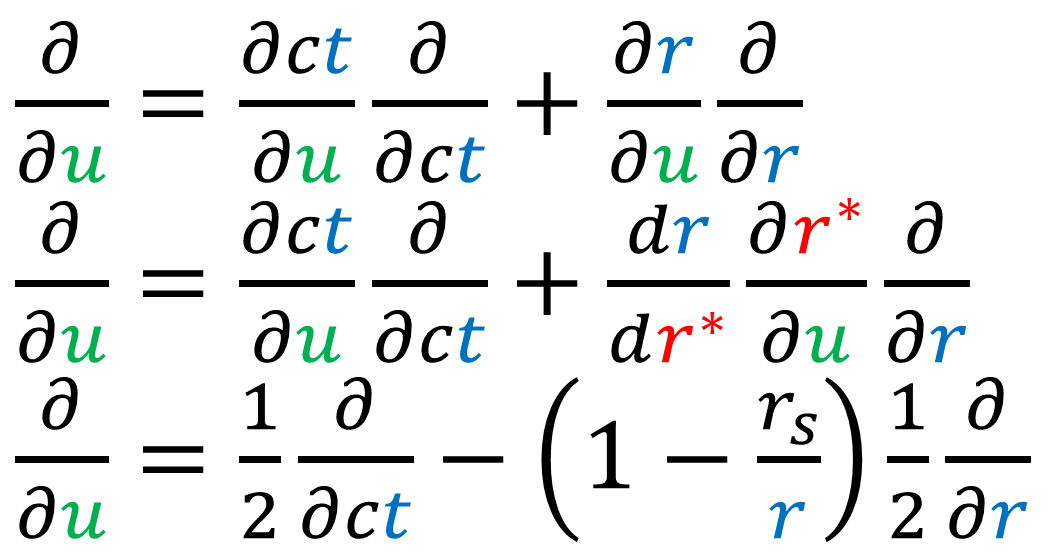 ∂/∂u = ∂ct/∂u ∂/∂ct + ∂r/∂u ∂/∂r
∂/∂u = ∂ct/∂u ∂/∂ct + dr/dr* ∂r*/∂u ∂/∂r
∂/∂u = 1/2 ∂/∂ct − (1 − r_s/r) 1/2 ∂/∂r